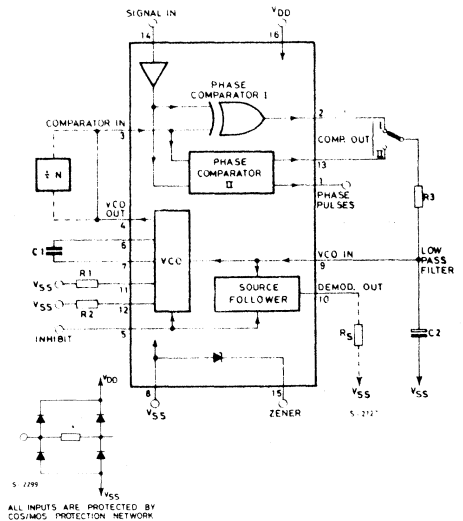 SIGNAL IN
14
VDD
16
PHASE
COMPARATOR I
COMPARATOR IN
3
2
I
COMP. OUT
II
13
÷ N
PHASE
COMPARATOR
II
1
PHASE
PULSES
R3
VCO
OUT
4
C1
6
7
VCO
VCO IN
9
LOW
PASS
FILTER
VSS
R1
11
SOURCE
FOLLOWER
DEMOD. OUT
10
VSS
R2
12
INHIBIT
5
RS
C2
8
VSS
15
ZENER
VSS
VSS
VDD
VSS
ALL INPUTS ARE PROTECTED BY
COS/MOS PROTECTION NETWORK